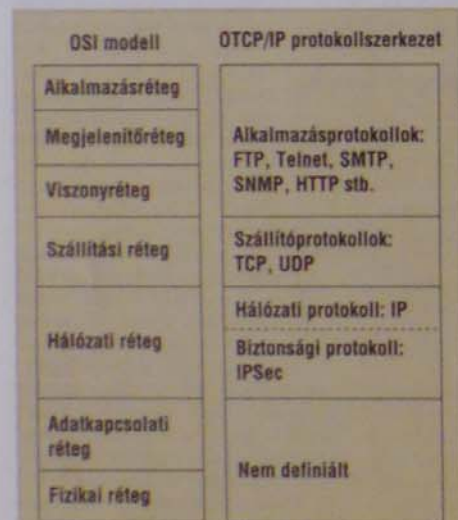 OSI modell
OTCP/IP protokollszerkezet
Alkalmazásréteg
Megjelenítőréteg
Viszonyréteg
Szállítási réteg
Hálózati réteg
Adatkapcsolati
réteg
Fizikai réteg
Alkalmazásprotokollok:
FTP, Telnet, SMTP,
SNMP, HTTP stb.
Szállítóprotokollok:
TCP, UDP
Hálózati protokoll: IP
Biztonsági protokoll:
IPSec
Nem definiált